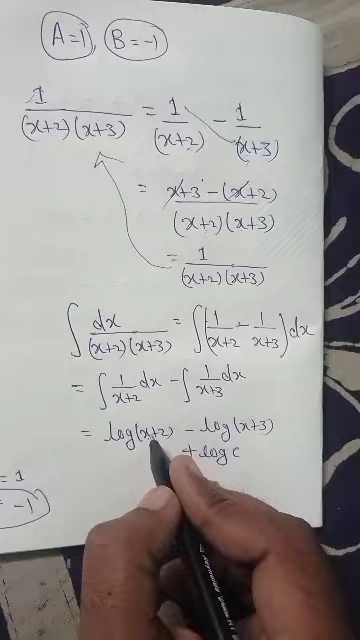 A=1, B=-1
1/((x+2)(x+3)) = 1/(x+2) - 1/(x+3)
= (x+3-(x+2))/((x+2)(x+3))
= 1/((x+2)(x+3))
∫ dx/((x+2)(x+3)) = ∫(1/(x+2) - 1/(x+3))dx
= ∫ 1/(x+2) dx - ∫ 1/(x+3) dx
= log(x+2) - log(x+3)
+ log c
= 1
= -1